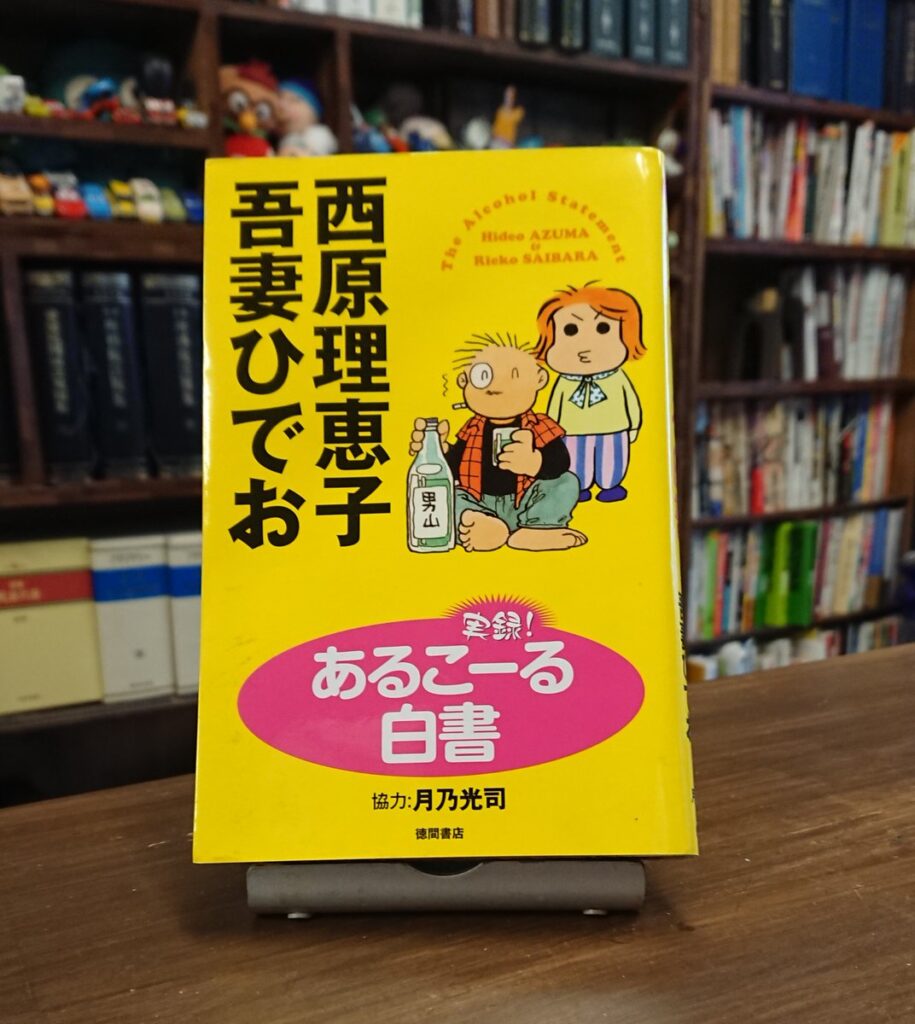 西原理恵子
吾妻ひでお
The Alcohol Statement
Hideo AZUMA
&
Rieko SAIBARA
男山
実録!
あるこーる
白書
協力:月乃光司
徳間書店